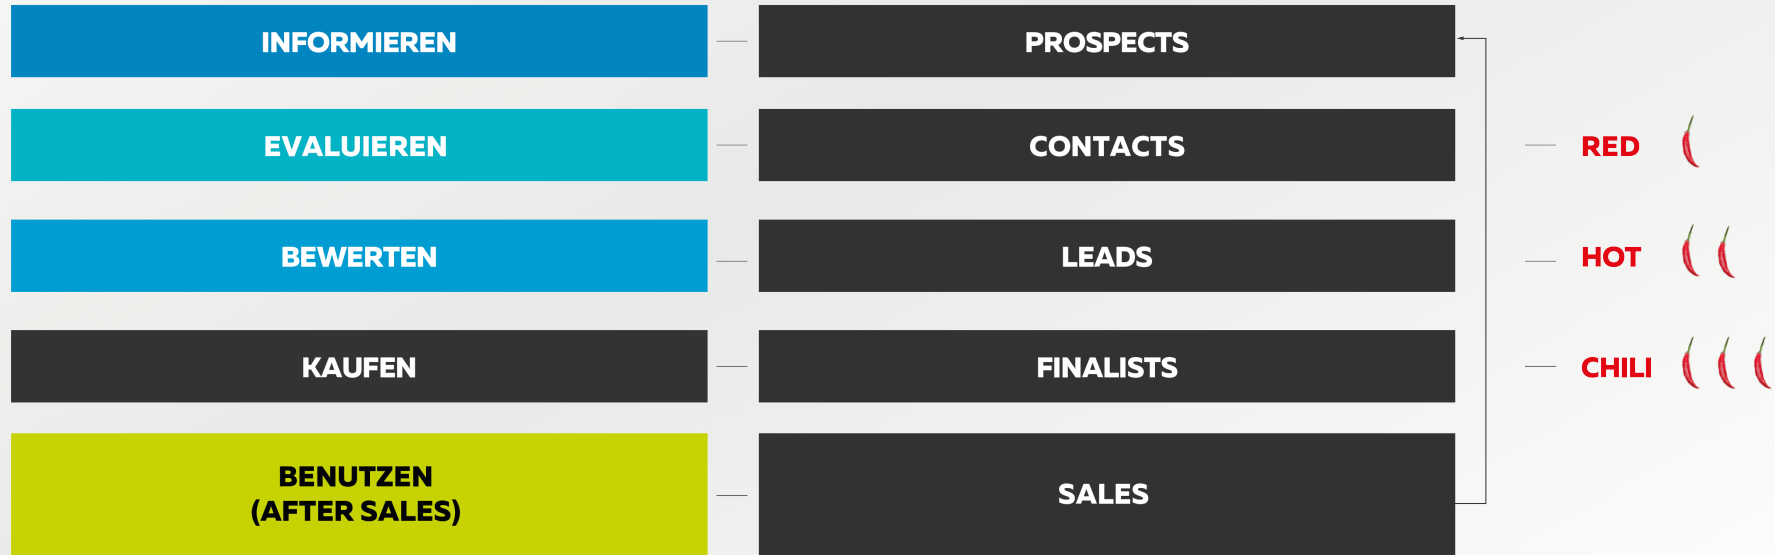 INFORMIEREN
PROSPECTS
EVALUIEREN
CONTACTS
RED
BEWERTEN
LEADS
HOT
KAUFEN
FINALISTS
CHILI
BENUTZEN
(AFTER SALES)
SALES